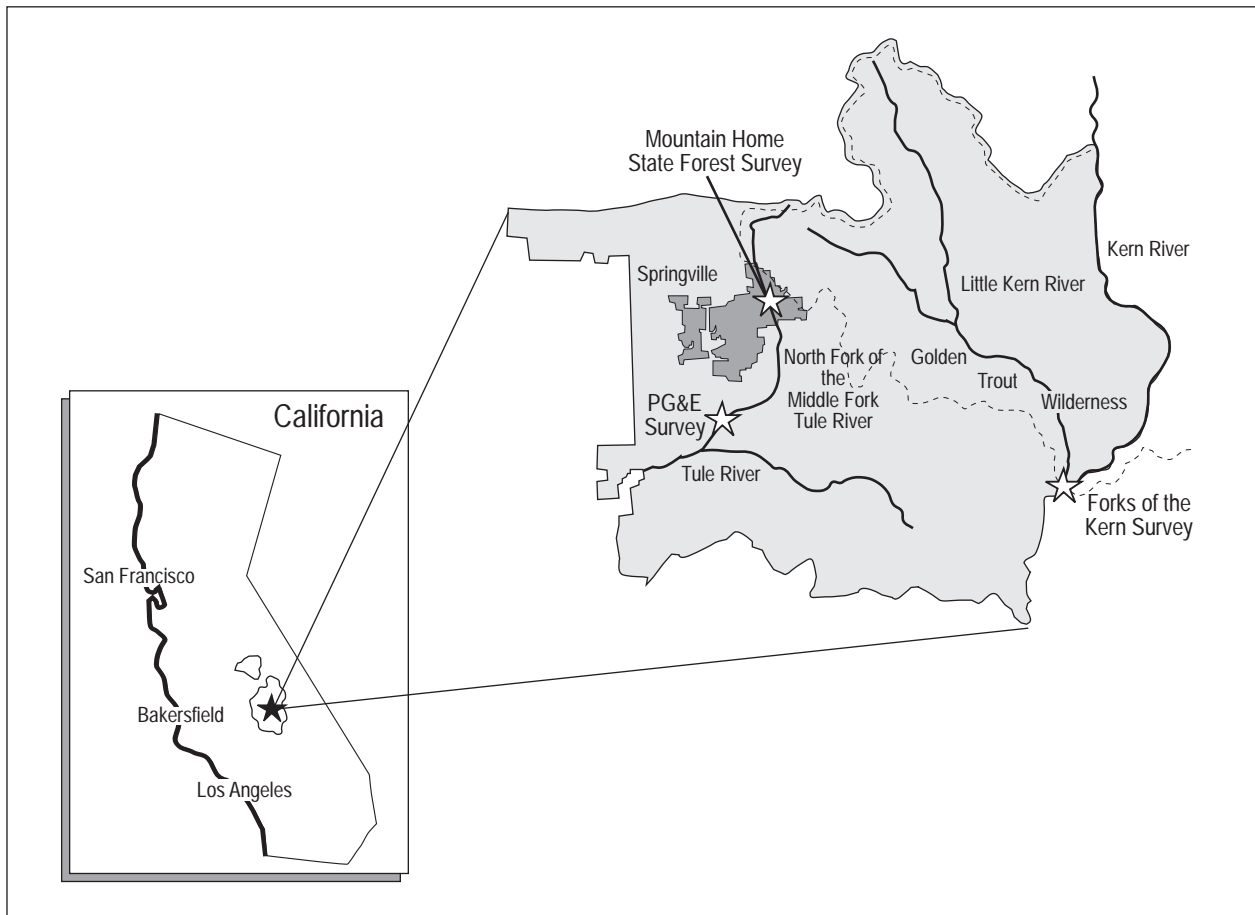 Mountain Home
State Forest Survey
Kern River
Springville
Little Kern River
North Fork of
the
Middle Fork
Tule River
Golden
Trout
Wilderness
PG&E
Survey
Tule River
Forks of the
Kern Survey
California
San Francisco
Bakersfield
Los Angeles